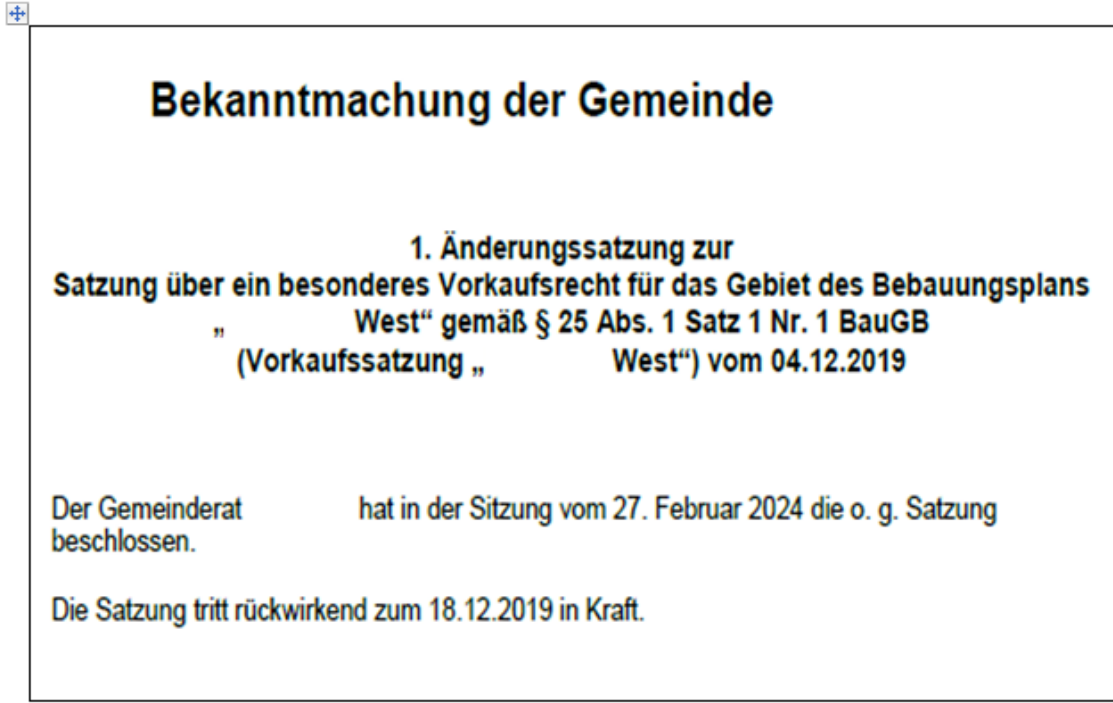 Bekanntmachung der Gemeinde
1. Änderungssatzung zur
Satzung über ein besonderes Vorkaufsrecht für das Gebiet des Bebauungsplans
„ West“ gemäß § 25 Abs. 1 Satz 1 Nr. 1 BauGB
(Vorkaufssatzung „ West“) vom 04.12.2019
Der Gemeinderat hat in der Sitzung vom 27. Februar 2024 die o. g. Satzung
beschlossen.
Die Satzung tritt rückwirkend zum 18.12.2019 in Kraft.